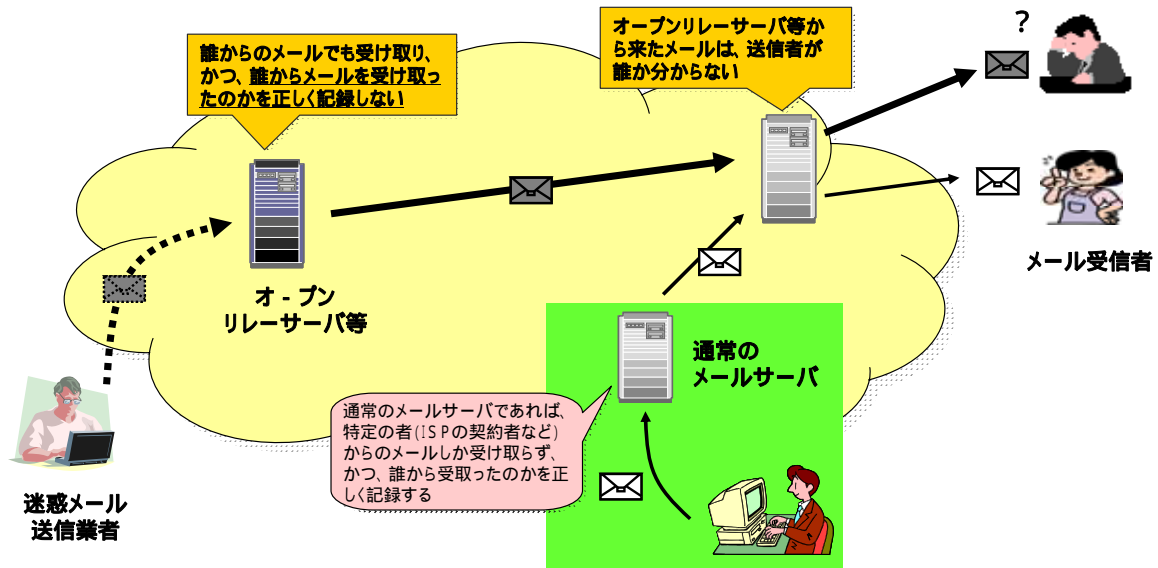 誰からのメールでも受け取り、
かつ、誰からメールを受け取っ
たのかを正しく記録しない
オープンリレーサーバ等か
ら来たメールは、送信者が
誰か分からない
?
メール受信者
オ-プン
リレーサーバ等
通常の
メールサーバ
通常のメールサーバであれば、
特定の者(ISPの契約者など)
からのメールしか受け取らず、
かつ、誰から受取ったのかを正
しく記録する
迷惑メール
送信業者